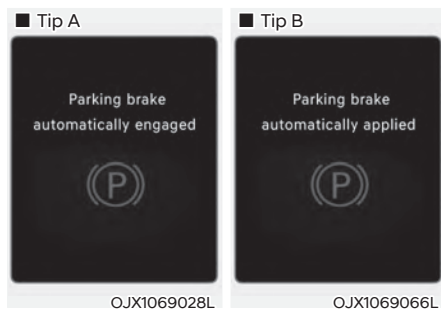 ■ Tip A
Parking brake
automatically engaged
P
OJX1069028L
■ Tip B
Parking brake
automatically applied
P
OJX1069066L